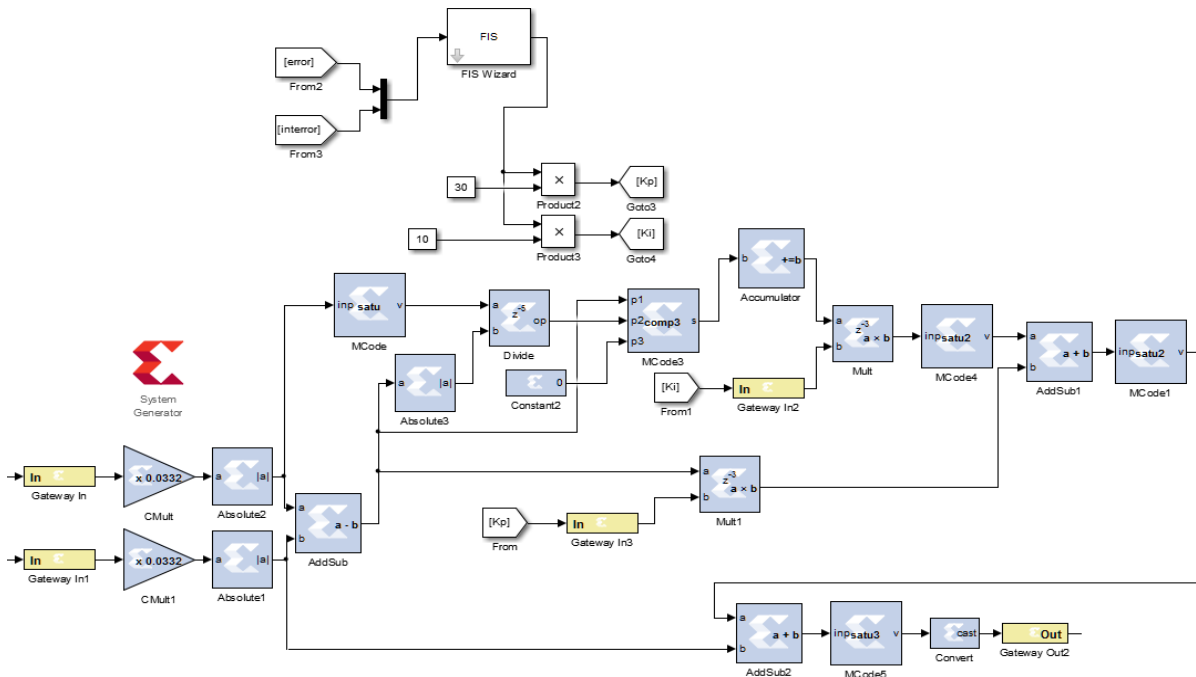 FIS
FIS Wizard
[error]
From2
[interror]
From3
30
×
Product2
[Kp]
Goto3
10
×
Product3
[Ki]
Goto4
inp satu v
MCode
a
b
z-5
op
Divide
p1
p2
p3
comp3
s
MCode3
b +=b
Accumulator
a
b
z-3
a × b
Mult
inp satu2 v
MCode4
a
b
a + b
AddSub1
inp satu2 v
MCode1
a |a|
Absolute3
0
Constant2
[Ki]
From1
In
Gateway In2
System
Generator
In
Gateway In
x 0.0332
CMult
a |a|
Absolute2
a
b
a - b
AddSub
a
b
z-3
a × b
Mult1
[Kp]
From
In
Gateway In3
In
Gateway In1
x 0.0332
CMult1
a |a|
Absolute1
a
b
a + b
AddSub2
inp satu3 v
MCode5
cast
Convert
Out
Gateway Out2